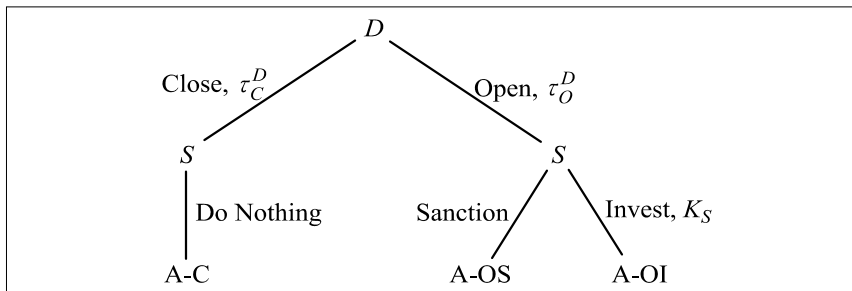 D
Close, τ_C^D
Open, τ_O^D
S
S
Do Nothing
Sanction
Invest, K_S
A-C
A-OS
A-OI